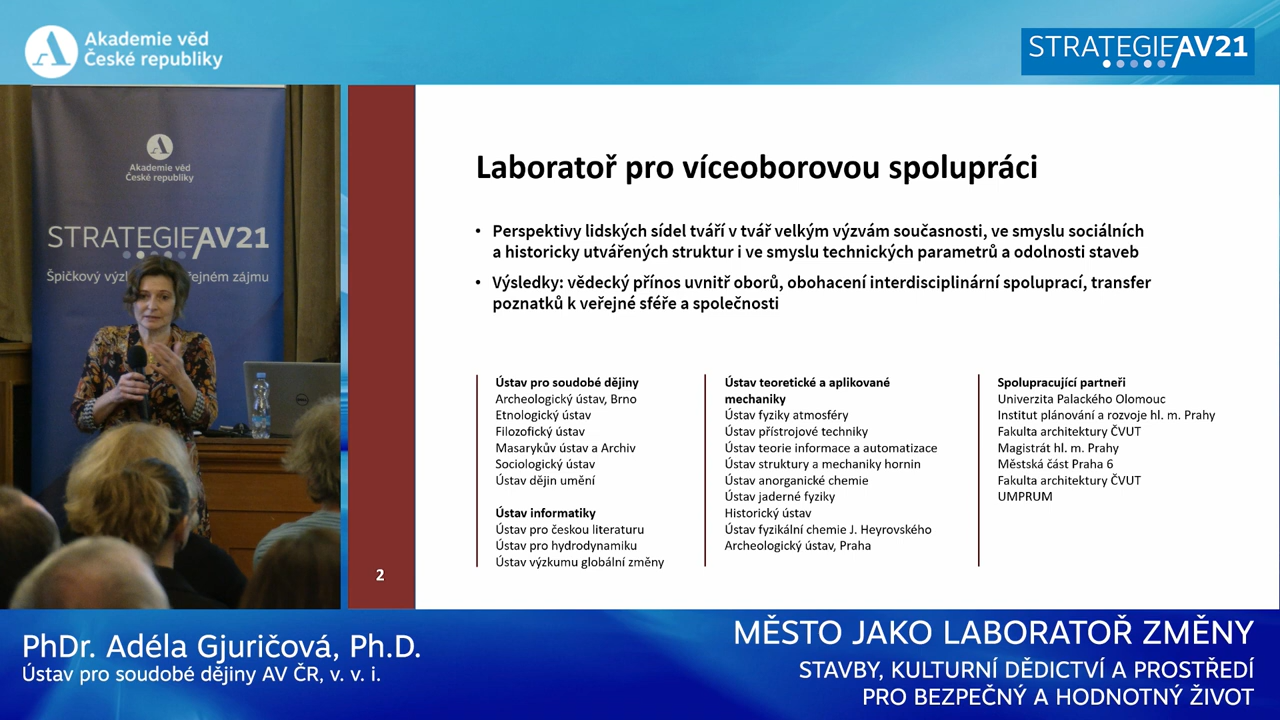 Akademie věd
České republiky
STRATEGIE AV21
Akademie věd
České republiky
STRATEGIE AV21
Špičkový výz řejném zájmu
DELL
Laboratoř pro víceoborovou spolupráci
• Perspektivy lidských sídel tváří v tvář velkým výzvám současnosti, ve smyslu sociálních
a historicky utvářených struktur i ve smyslu technických parametrů a odolnosti staveb
• Výsledky: vědecký přínos uvnitř oborů, obohacení interdisciplinární spoluprací, transfer
poznatků k veřejné sféře a společnosti
Ústav pro soudobé dějiny
Archeologický ústav, Brno
Etnologický ústav
Filozofický ústav
Masarykův ústav a Archiv
Sociologický ústav
Ústav dějin umění
Ústav informatiky
Ústav pro českou literaturu
Ústav pro hydrodynamiku
Ústav výzkumu globální změny
Ústav teoretické a aplikované
mechaniky
Ústav fyziky atmosféry
Ústav přístrojové techniky
Ústav teorie informace a automatizace
Ústav struktury a mechaniky hornin
Ústav anorganické chemie
Ústav jaderné fyziky
Historický ústav
Ústav fyzikální chemie J. Heyrovského
Archeologický ústav, Praha
Spolupracující partneři
Univerzita Palackého Olomouc
Institut plánování a rozvoje hl. m. Prahy
Fakulta architektury ČVUT
Magistrát hl. m. Prahy
Městská část Praha 6
Fakulta architektury ČVUT
UMPRUM
2
PhDr. Adéla Gjuričová, Ph.D.
Ústav pro soudobé dějiny AV ČR, v. v. i.
MĚSTO JAKO LABORATOŘ ZMĚNY
STAVBY, KULTURNÍ DĚDICTVÍ A PROSTŘEDÍ
PRO BEZPEČNÝ A HODNOTNÝ ŽIVOT